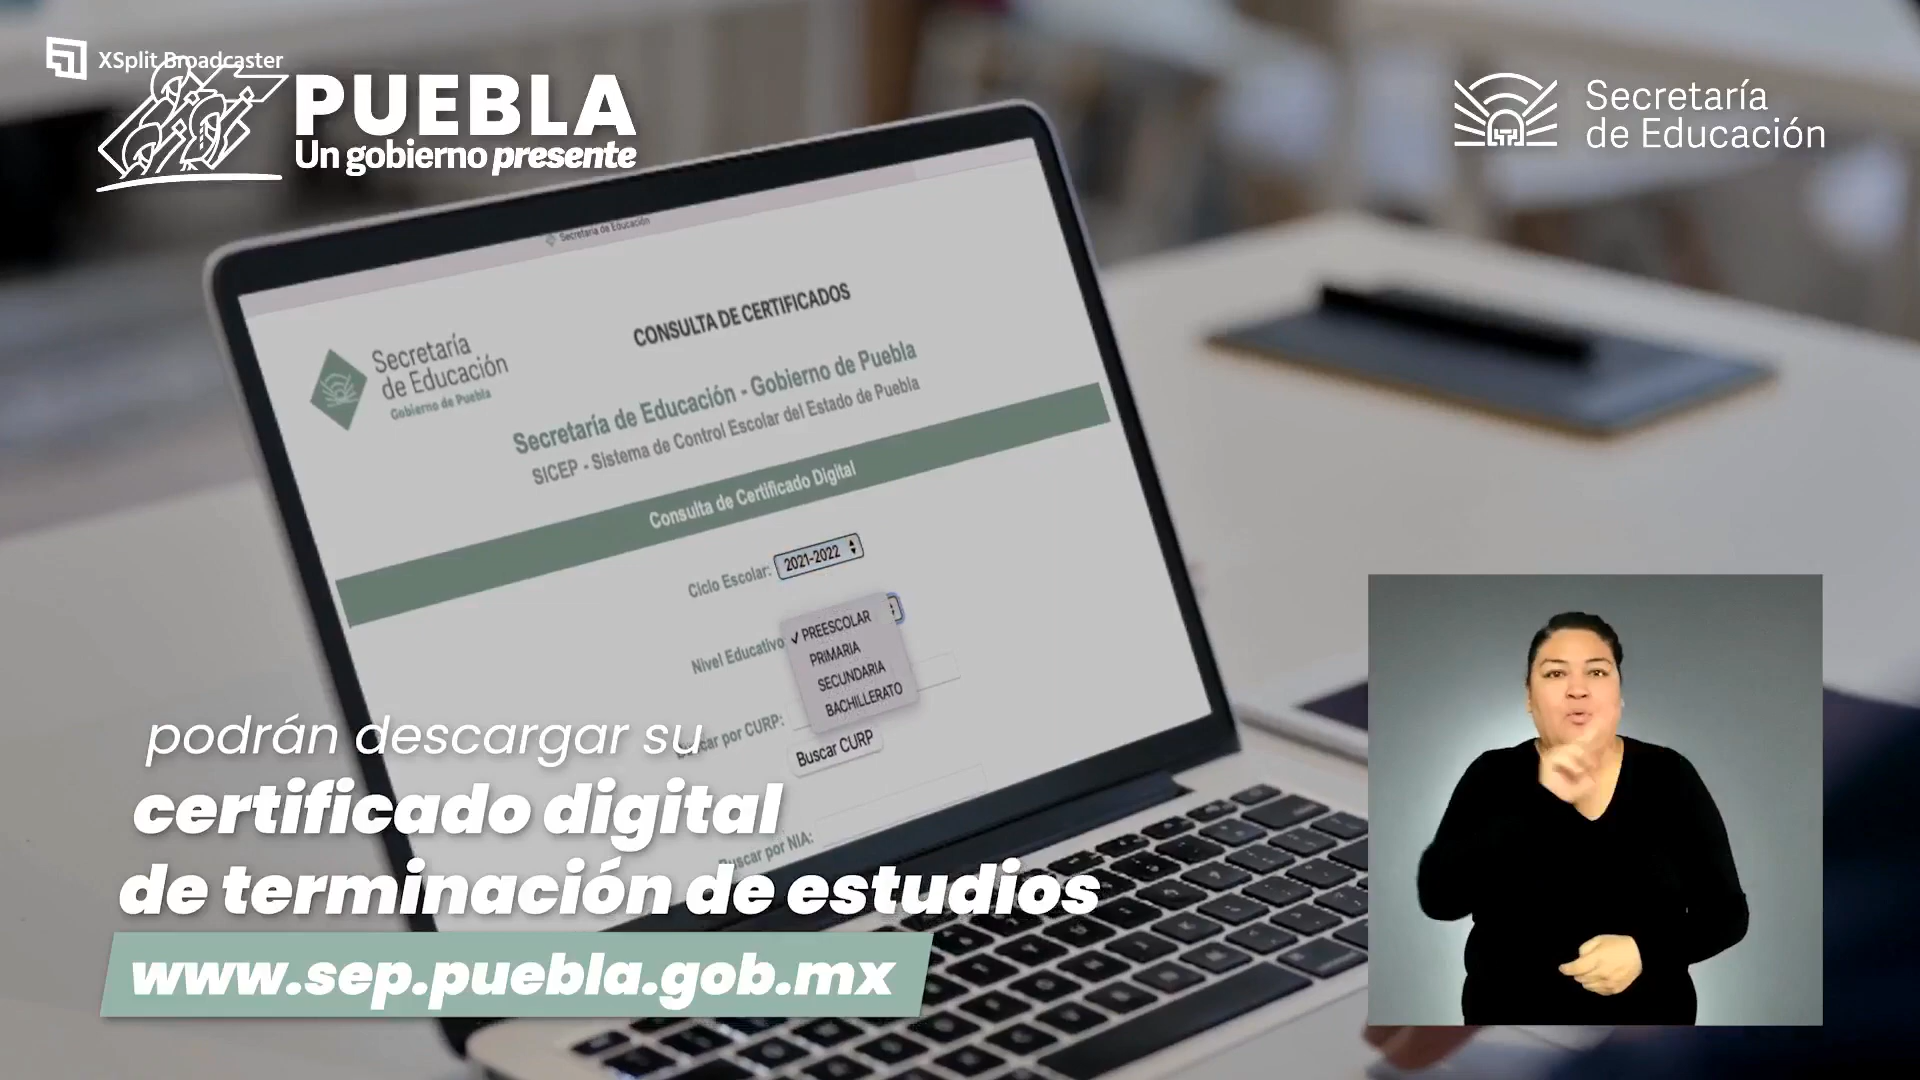 XSplit Broadcaster
PUEBLA
Un gobierno presente
Secretaría
de Educación
Secretaría de Educación
CONSULTA DE CERTIFICADOS
Secretaría
de Educación
Gobierno de Puebla
Secretaría de Educación - Gobierno de Puebla
SICEP - Sistema de Control Escolar del Estado de Puebla
Consulta de Certificado Digital
Ciclo Escolar: 2021-2022
Nivel Educativo
✓ PREESCOLAR
PRIMARIA
SECUNDARIA
BACHILLERATO
por CURP:
Buscar CURP
por NIA:
podrán descargar su
certificado digital
de terminación de estudios
www.sep.puebla.gob.mx